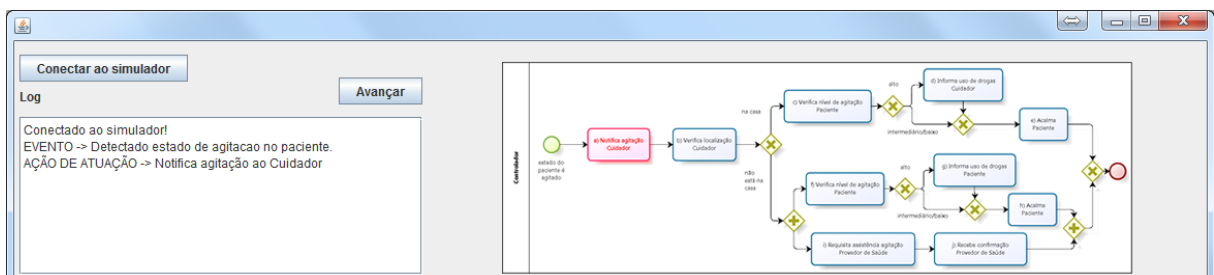 Conectar ao simulador
Log
Avançar
Conectado ao simulador!
EVENTO -> Detectado estado de agitacao no paciente.
AÇÃO DE ATUAÇÃO -> Notifica agitação ao Cuidador
Controlador
estado do
paciente é
agitado
a) Notifica agitação
Cuidador
b) Verifica localização
Cuidador
na casa
não
está na
casa
c) Verifica nível de agitação
Paciente
alto
intermediário/baixo
d) Informa uso de drogas
Cuidador
e) Acalma
Paciente
f) Verifica nível de agitação
Paciente
alto
intermediário/baixo
g) Informa uso de drogas
Paciente
h) Acalma
Paciente
i) Requisita assistência agitação
Provedor de Saúde
j) Recebe confirmação
Provedor de Saúde